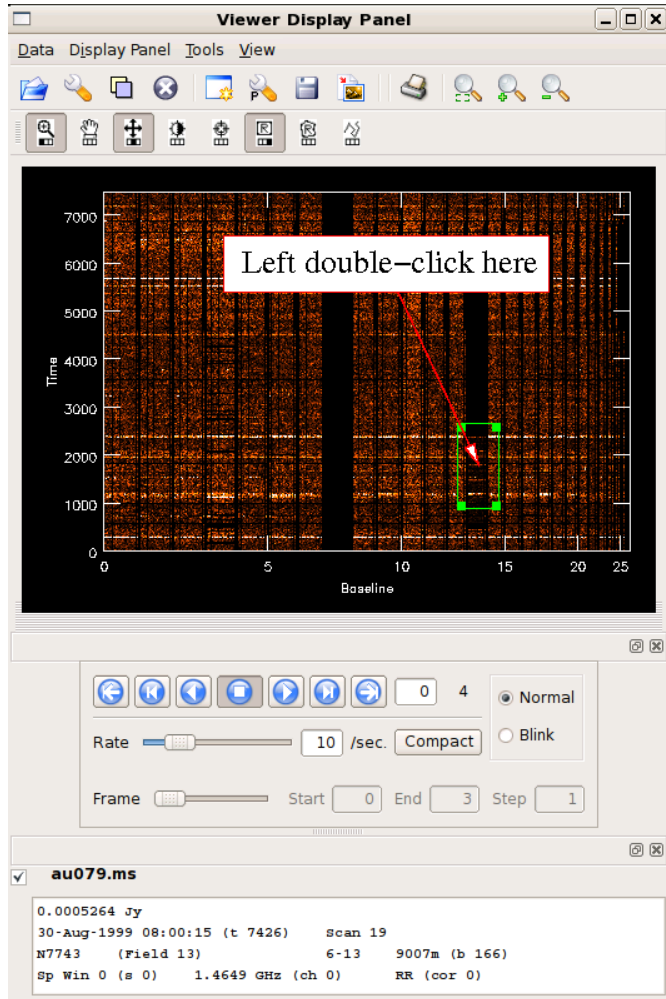 Viewer Display Panel
Data Display Panel Tools View
7000
6000
5000
4000
3000
2000
1000
0
Time
Left double-click here
0 5 10 15 20 25
Baseline
0 4
Normal
Rate 10 /sec. Compact
Blink
Frame Start 0 End 3 Step 1
au079.ms
0.0005264 Jy
30-Aug-1999 08:00:15 (t 7426) Scan 19
N7743 (Field 13) 6-13 9007m (b 166)
Sp Win 0 (s 0) 1.4649 GHz (ch 0) RR (cor 0)